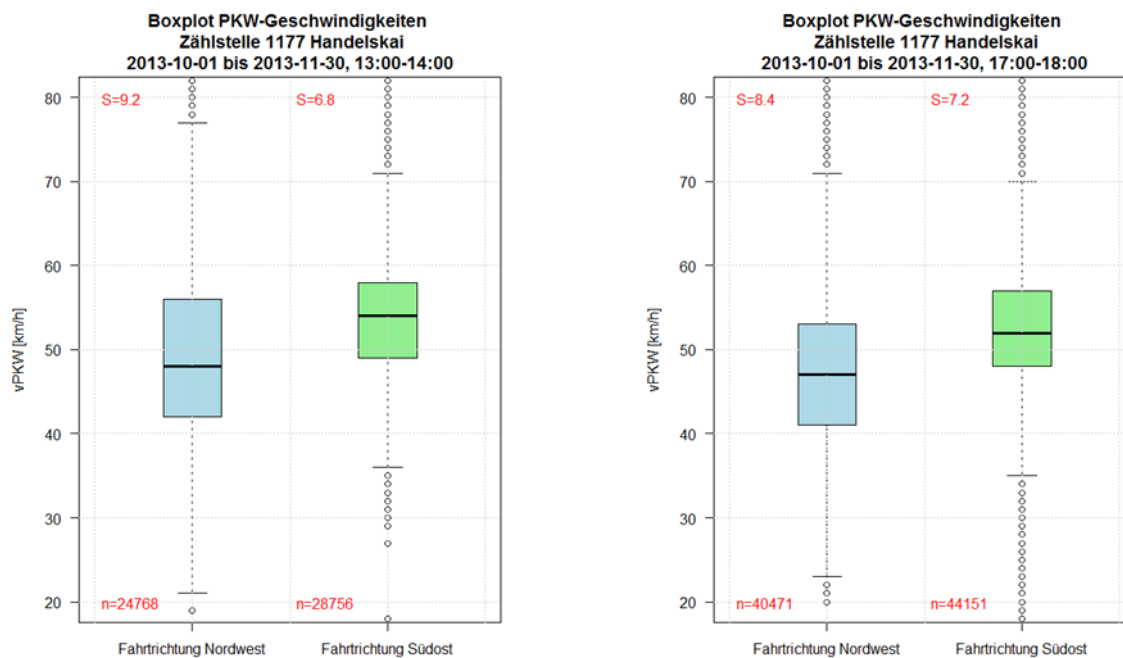 Boxplot PKW-Geschwindigkeiten
Zählstelle 1177 Handelskai
2013-10-01 bis 2013-11-30, 13:00-14:00
S=9.2
S=6.8
80
70
60
50
40
30
20
vPKW [km/h]
n=24768
n=28756
Fahrtrichtung Nordwest
Fahrtrichtung Südost
Boxplot PKW-Geschwindigkeiten
Zählstelle 1177 Handelskai
2013-10-01 bis 2013-11-30, 17:00-18:00
S=8.4
S=7.2
80
70
60
50
40
30
20
vPKW [km/h]
n=40471
n=44151
Fahrtrichtung Nordwest
Fahrtrichtung Südost